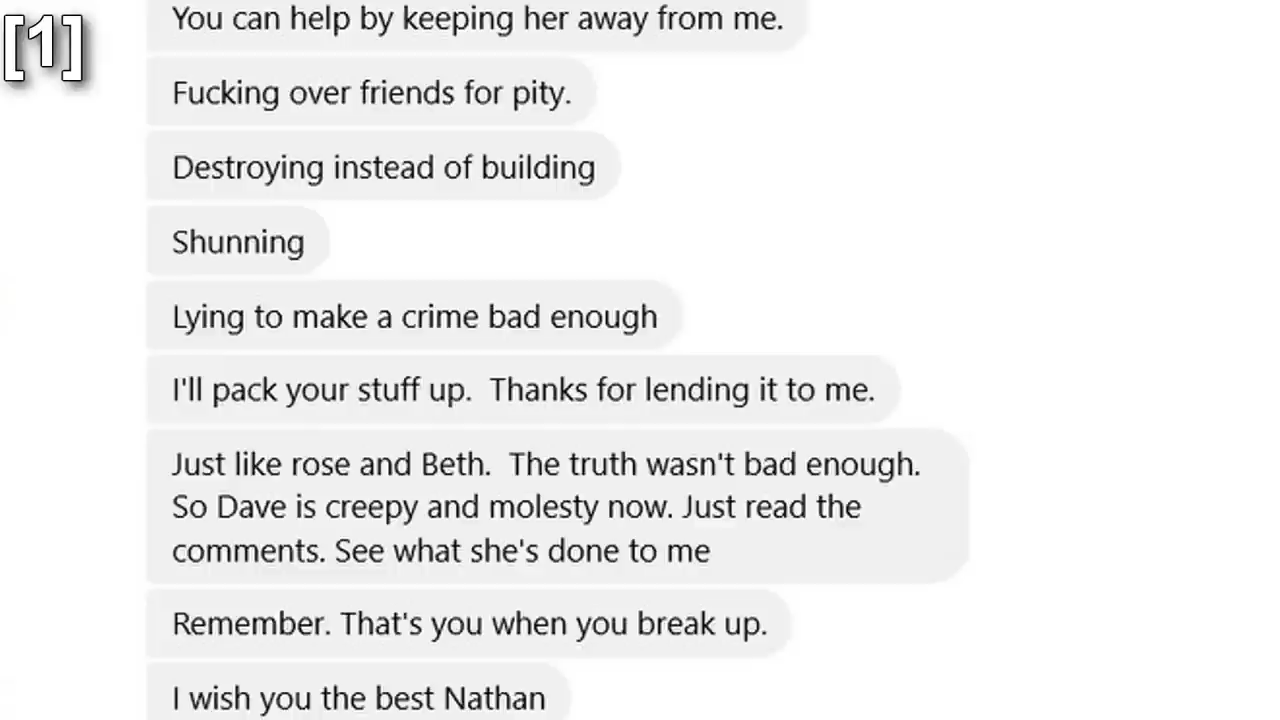 [1]
You can help by keeping her away from me.
Fucking over friends for pity.
Destroying instead of building
Shunning
Lying to make a crime bad enough
I'll pack your stuff up.  Thanks for lending it to me.
Just like rose and Beth.  The truth wasn't bad enough.
So Dave is creepy and molesty now. Just read the
comments. See what she's done to me
Remember. That's you when you break up.
I wish you the best Nathan